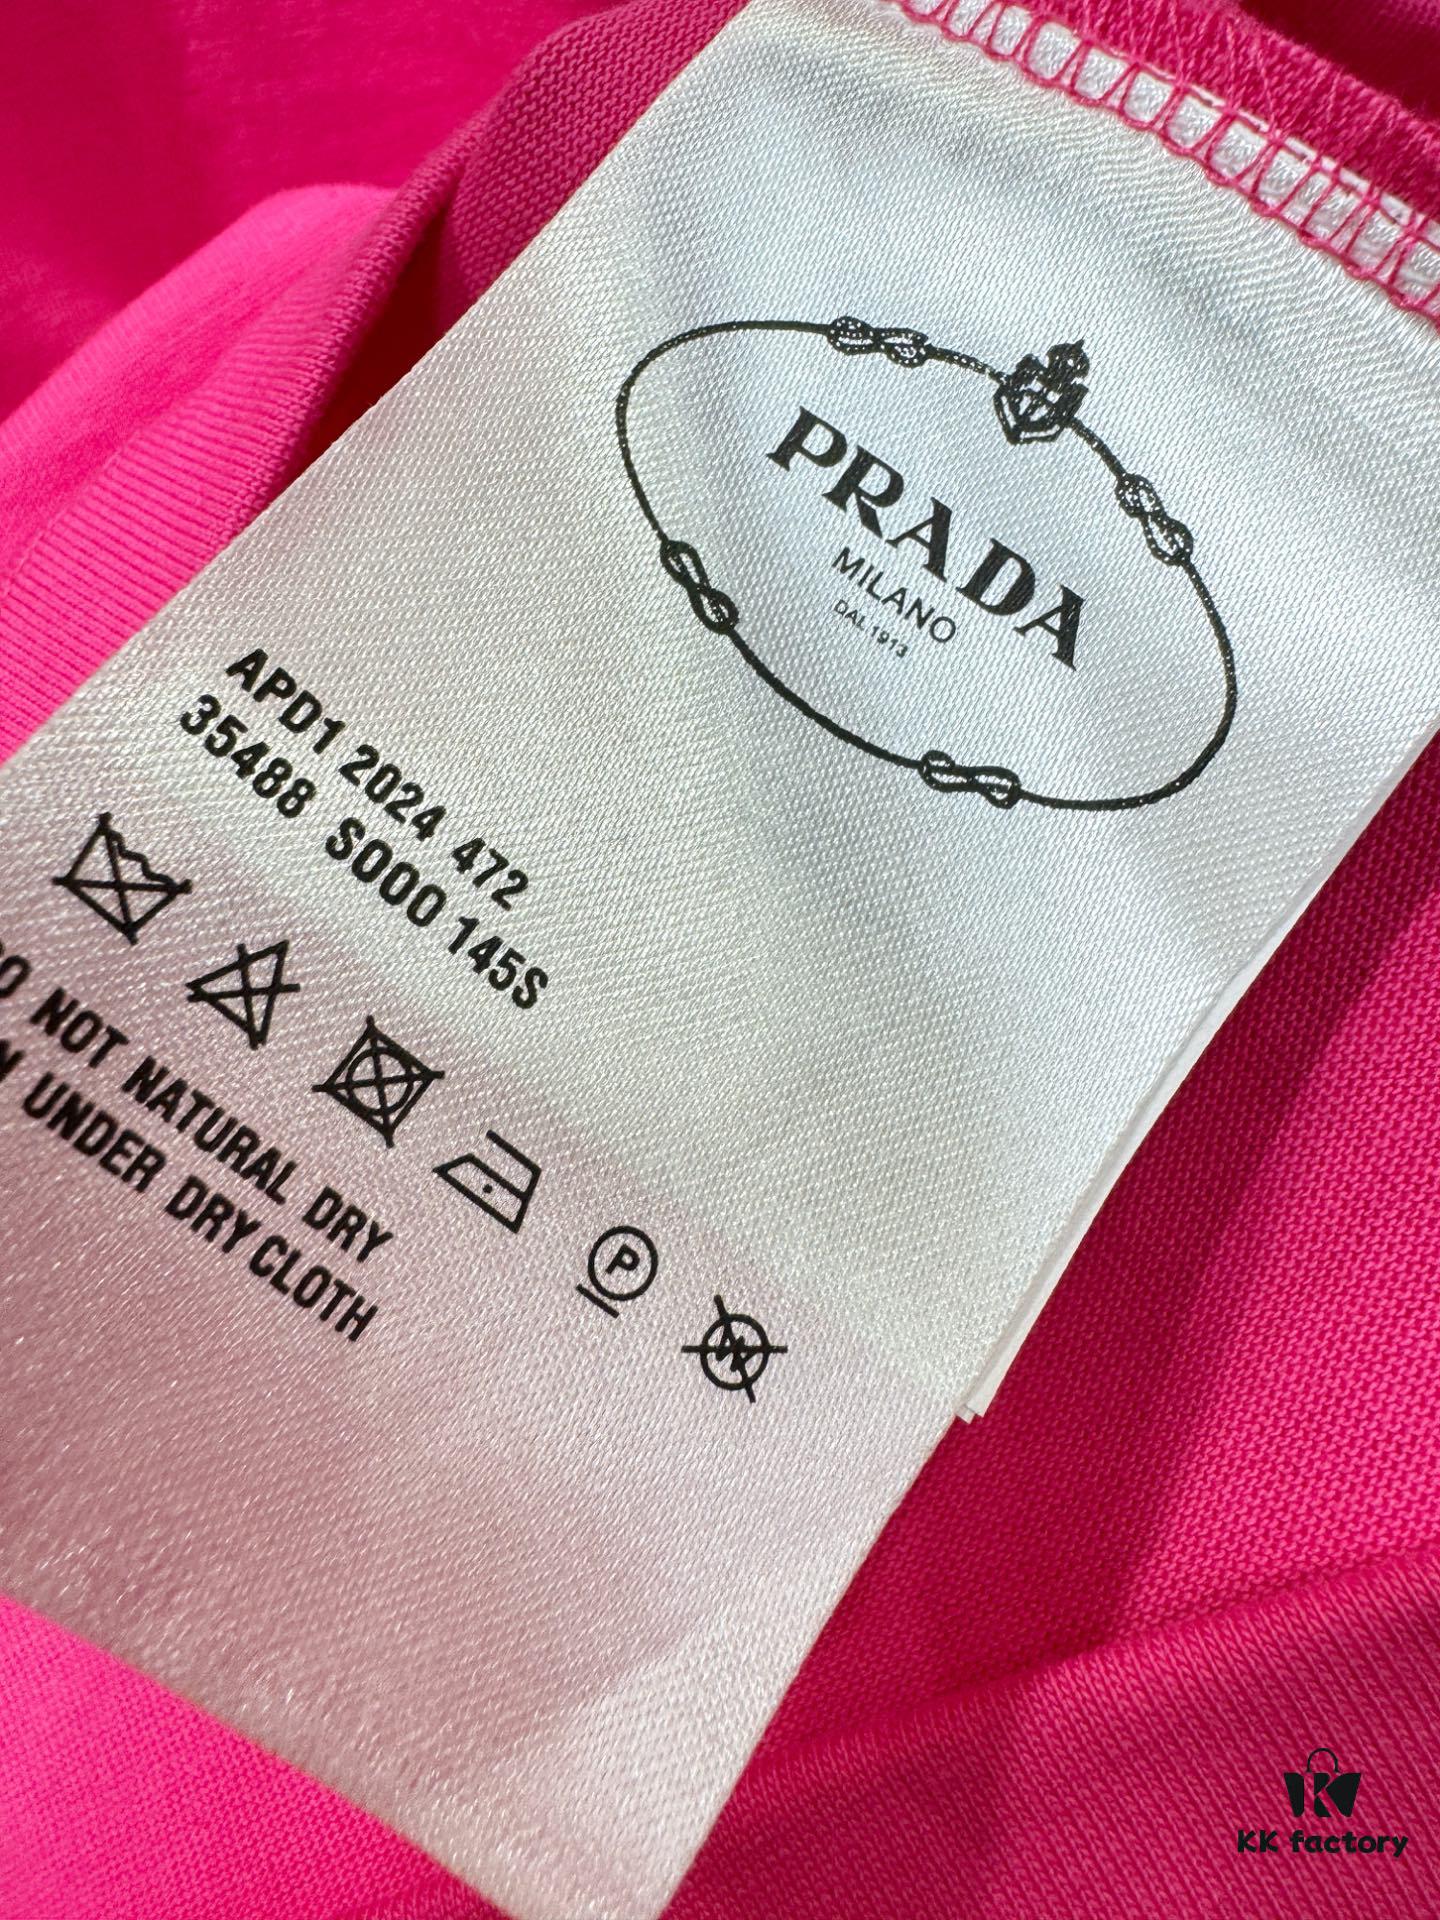 PRADA
MILANO
DAL 1913
APD1 2024 472
35488 S000 145S
NOT NATURAL DRY
UNDER DRY CLOTH
P
W
KK factory